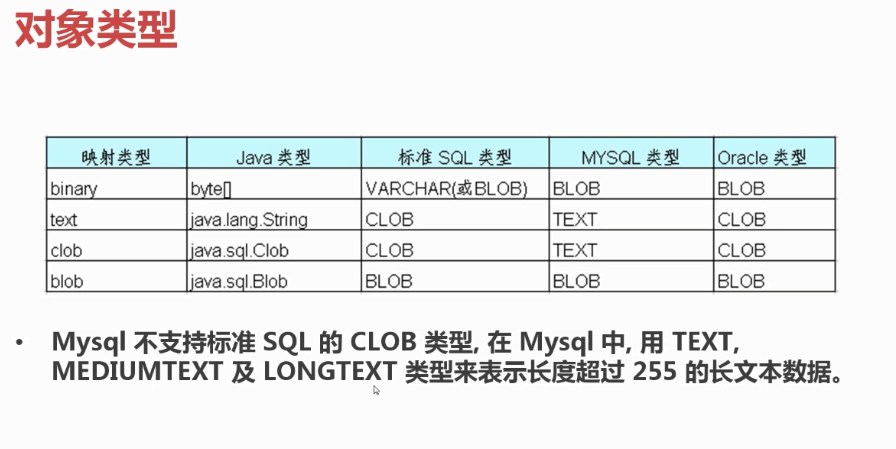 对象类型
映射类型 Java 类型 标准 SQL 类型 MYSQL 类型 Oracle 类型
binary byte[] VARCHAR(或BLOB) BLOB BLOB
text java.lang.String CLOB TEXT CLOB
clob java.sql.Clob CLOB TEXT CLOB
blob java.sql.Blob BLOB BLOB BLOB
• Mysql 不支持标准 SQL 的 CLOB 类型, 在 Mysql 中, 用 TEXT,
MEDIUMTEXT 及 LONGTEXT 类型来表示长度超过 255 的长文本数据。